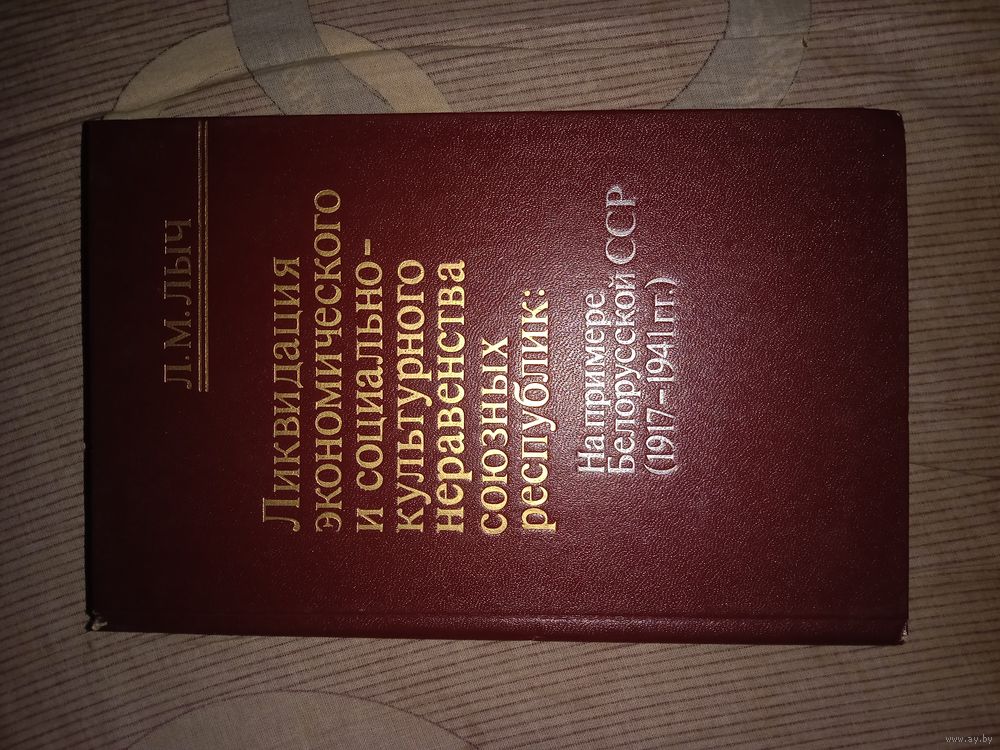 Л. М. ЛЫЧ
Ликвидация
экономического
и социально-
культурного
неравенства
союзных
республик:
На примере
Белорусской ССР
(1917-1941 гг.)
www.ay.by